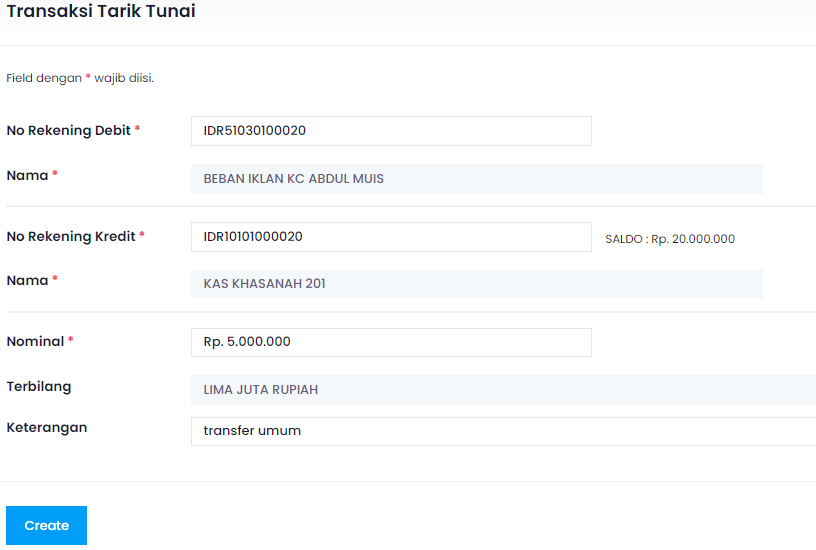 Transaksi Tarik Tunai
Field dengan * wajib diisi.
No Rekening Debit * IDR51030100020
Nama * BEBAN IKLAN KC ABDUL MUIS
No Rekening Kredit * IDR10101000020 SALDO : Rp. 20.000.000
Nama * KAS KHASANAH 201
Nominal * Rp. 5.000.000
Terbilang LIMA JUTA RUPIAH
Keterangan transfer umum
Create